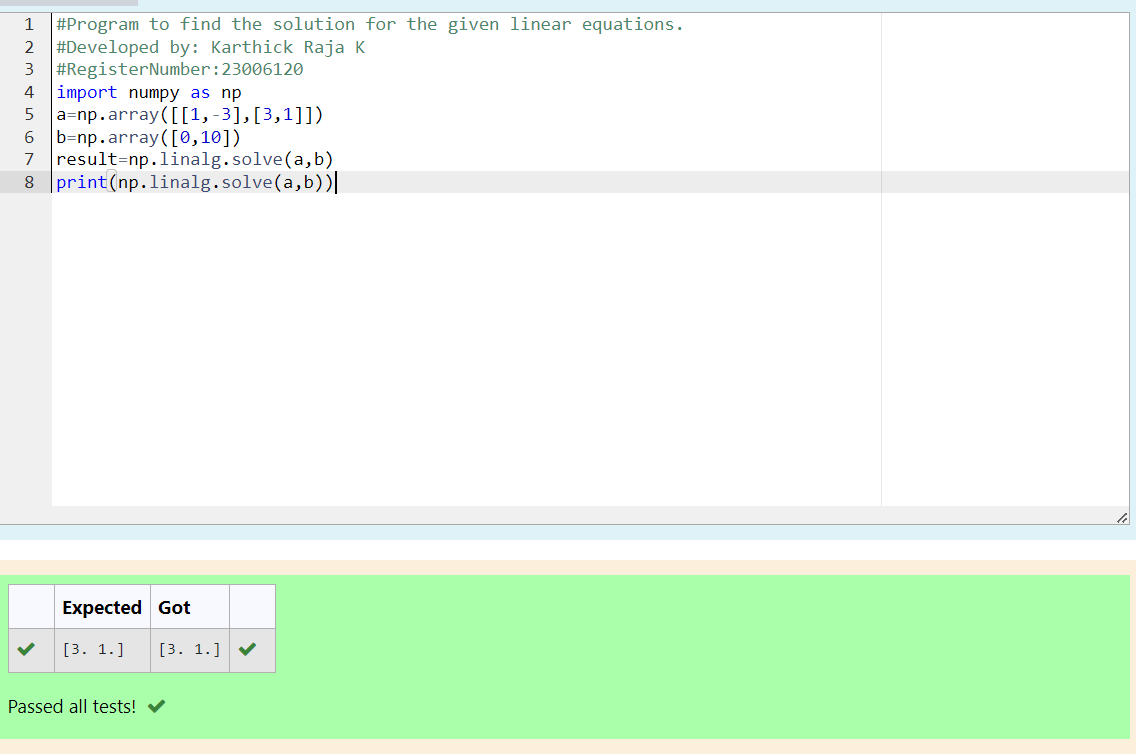 1 #Program to find the solution for the given linear equations.
2 #Developed by: Karthick Raja K
3 #RegisterNumber:23006120
4 import numpy as np
5 a=np.array([[1,-3],[3,1]])
6 b=np.array([0,10])
7 result=np.linalg.solve(a,b)
8 print(np.linalg.solve(a,b))
Expected Got
[3. 1.] [3. 1.]
Passed all tests!